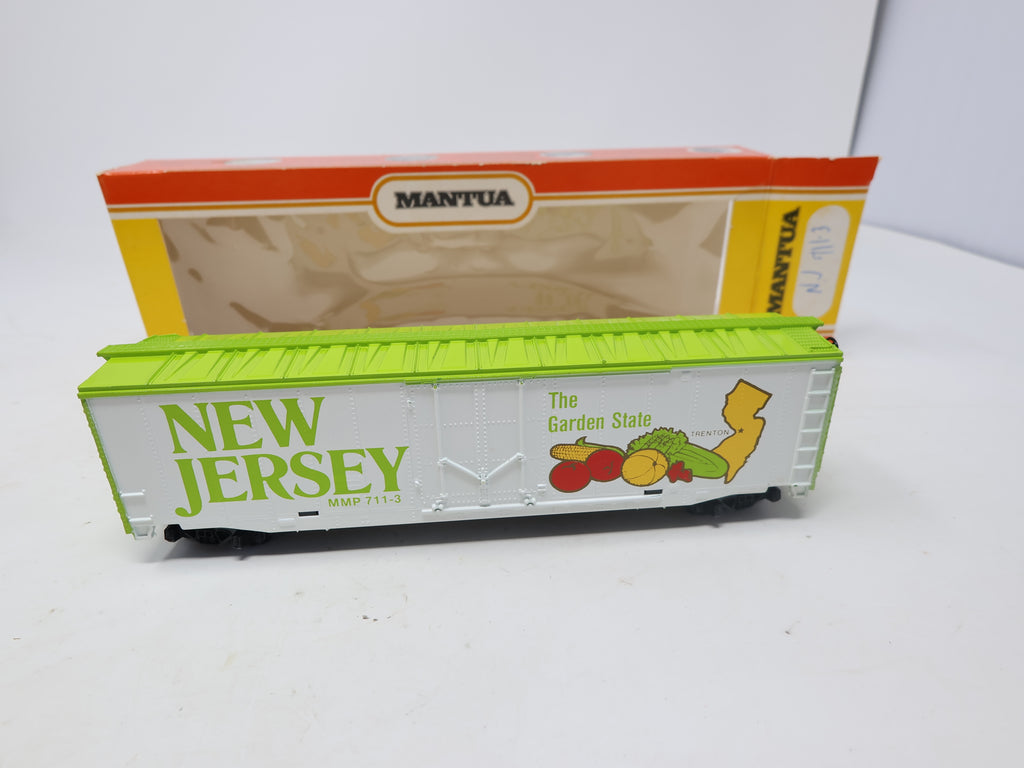 MANTUA
MANTUA
NJ 711-3
NEW
JERSEY
MMP 711-3
The
Garden State
TRENTON